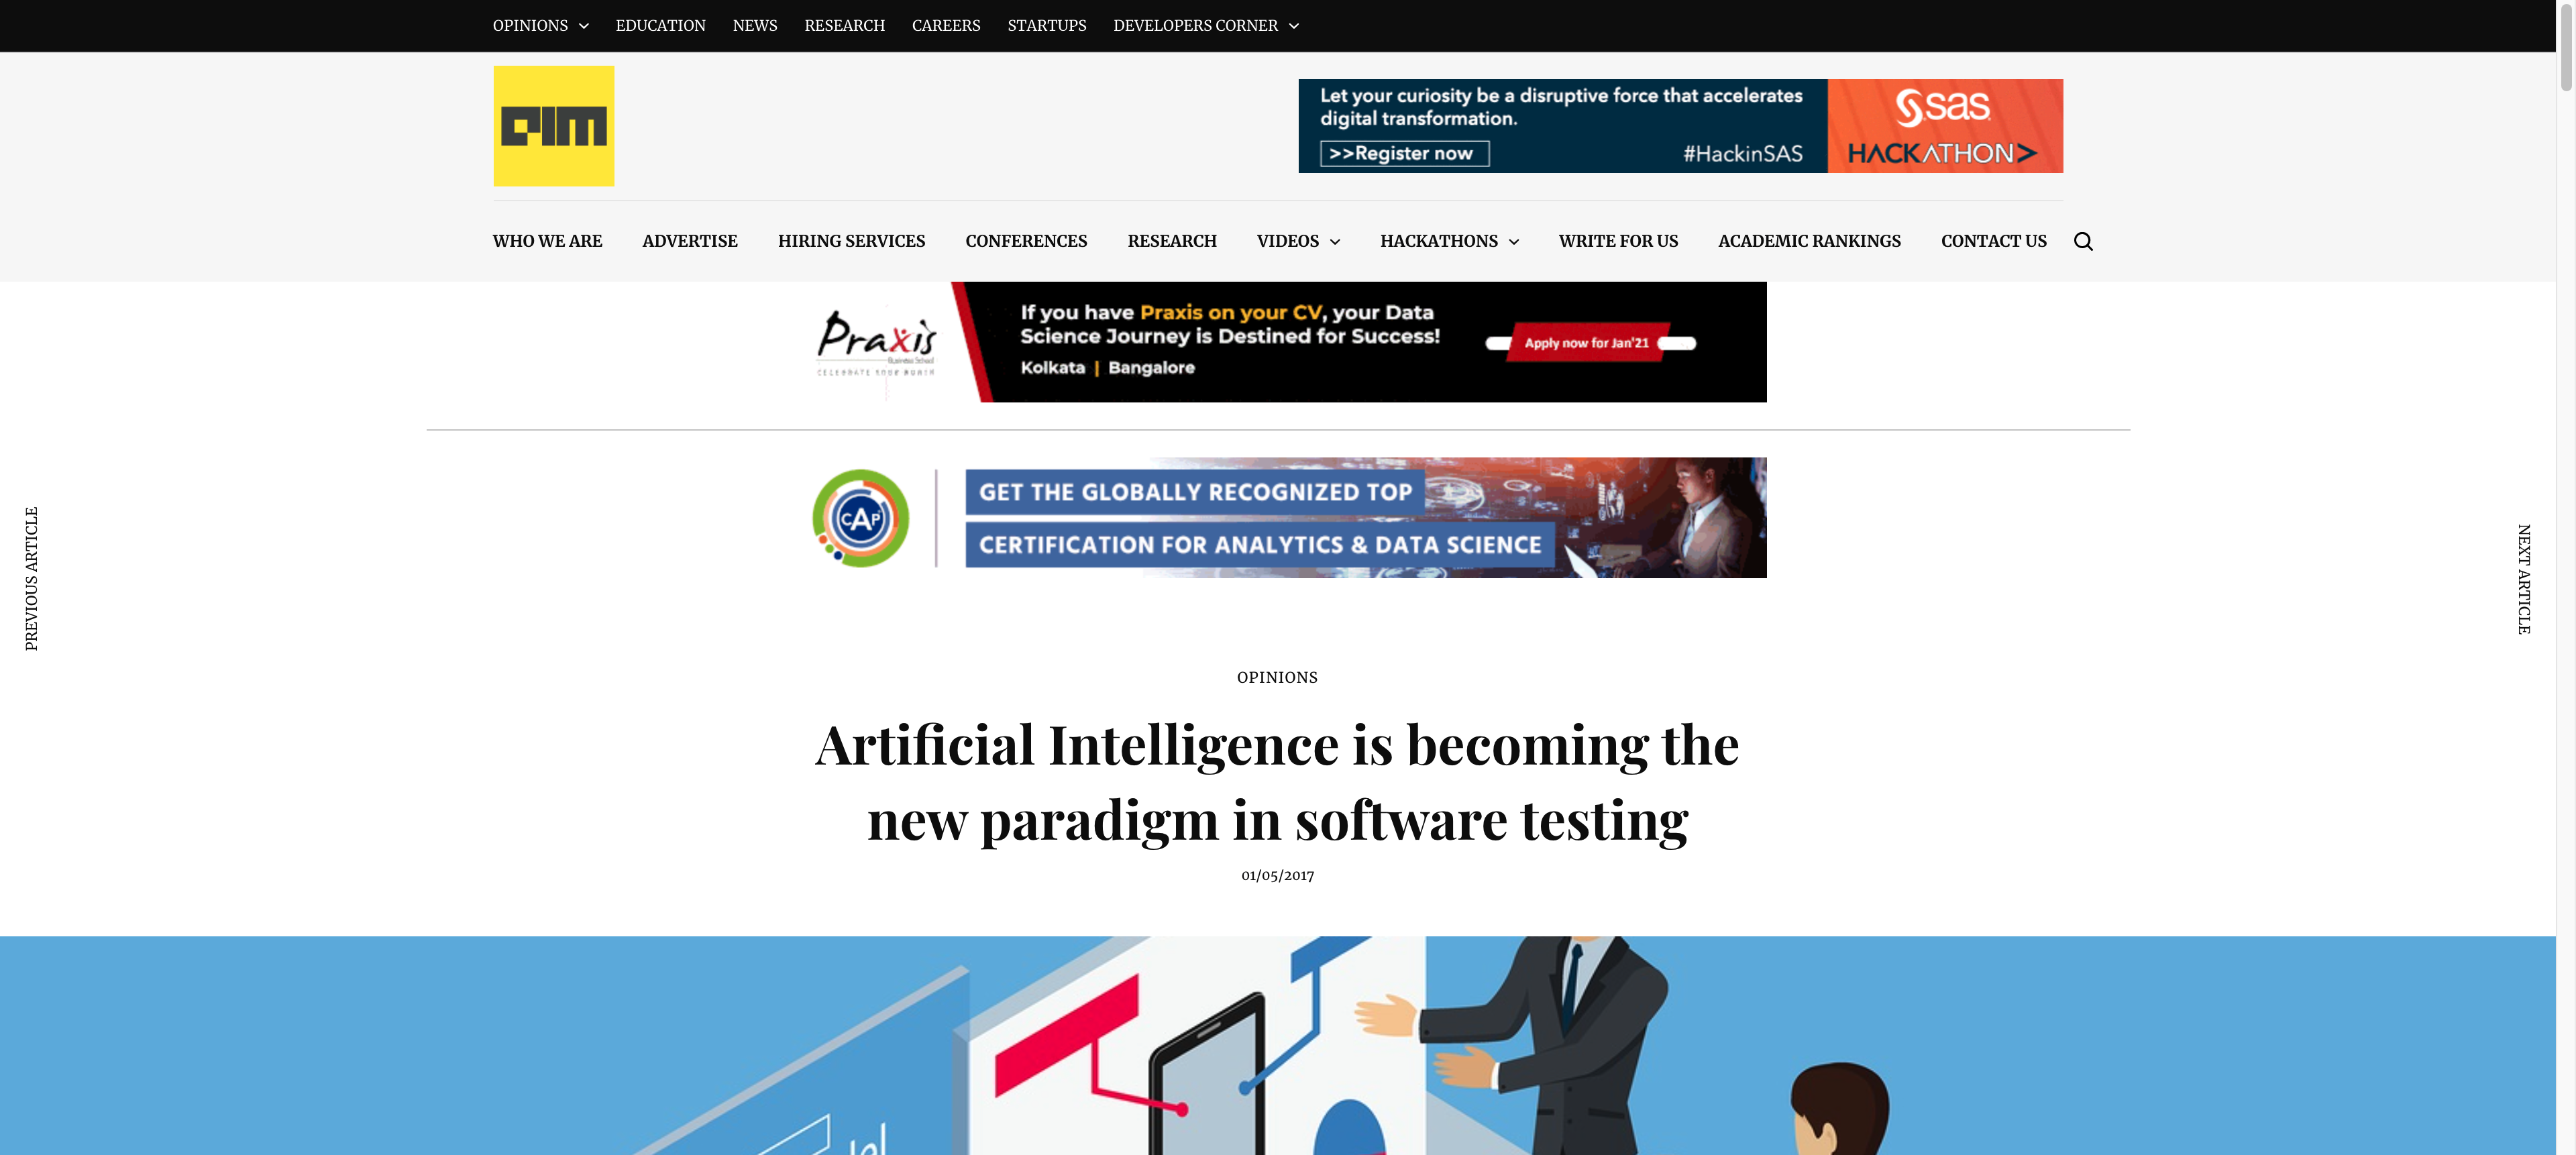 OPINIONS EDUCATION NEWS RESEARCH CAREERS STARTUPS DEVELOPERS CORNER
aim
Let your curiosity be a disruptive force that accelerates
digital transformation.
>>Register now #HackinSAS
sas
HACKATHON>
WHO WE ARE ADVERTISE HIRING SERVICES CONFERENCES RESEARCH VIDEOS HACKATHONS WRITE FOR US ACADEMIC RANKINGS CONTACT US
Praxis
Business School
CELEBRATE YOUR WORTH
If you have Praxis on your CV, your Data
Science Journey is Destined for Success!
Kolkata | Bangalore
Apply now for Jan'21
CAP
GET THE GLOBALLY RECOGNIZED TOP
CERTIFICATION FOR ANALYTICS & DATA SCIENCE
PREVIOUS ARTICLE
NEXT ARTICLE
OPINIONS
Artificial Intelligence is becoming the
new paradigm in software testing
01/05/2017